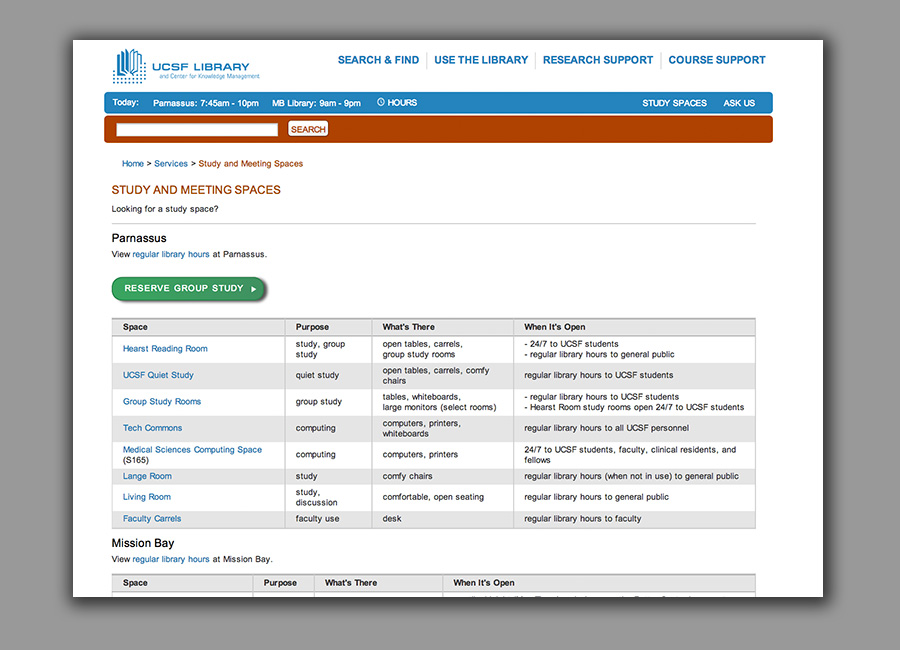 UCSF LIBRARY
and Center for Knowledge Management
SEARCH & FIND USE THE LIBRARY RESEARCH SUPPORT COURSE SUPPORT
Today: Parnassus: 7:45am - 10pm MB Library: 9am - 9pm HOURS STUDY SPACES ASK US
SEARCH
Home > Services > Study and Meeting Spaces
STUDY AND MEETING SPACES
Looking for a study space?
Parnassus
View regular library hours at Parnassus.
RESERVE GROUP STUDY
Space Purpose What's There When It's Open
Hearst Reading Room
study, group
study
open tables, carrels,
group study rooms
- 24/7 to UCSF students
- regular library hours to general public
UCSF Quiet Study
quiet study
open tables, carrels, comfy
chairs
regular library hours to UCSF students
Group Study Rooms
group study
tables, whiteboards,
large monitors (select rooms)
- regular library hours to UCSF students
- Hearst Room study rooms open 24/7 to UCSF students
Tech Commons
computing
computers, printers,
whiteboards
regular library hours to all UCSF personnel
Medical Sciences Computing Space
(S165)
computing
computers, printers
24/7 to UCSF students, faculty, clinical residents, and
fellows
Lange Room
study
comfy chairs
regular library hours (when not in use) to general public
Living Room
study,
discussion
comfortable, open seating
regular library hours to general public
Faculty Carrels
faculty use
desk
regular library hours to faculty
Mission Bay
View regular library hours at Mission Bay.
Space Purpose What's There When It's Open